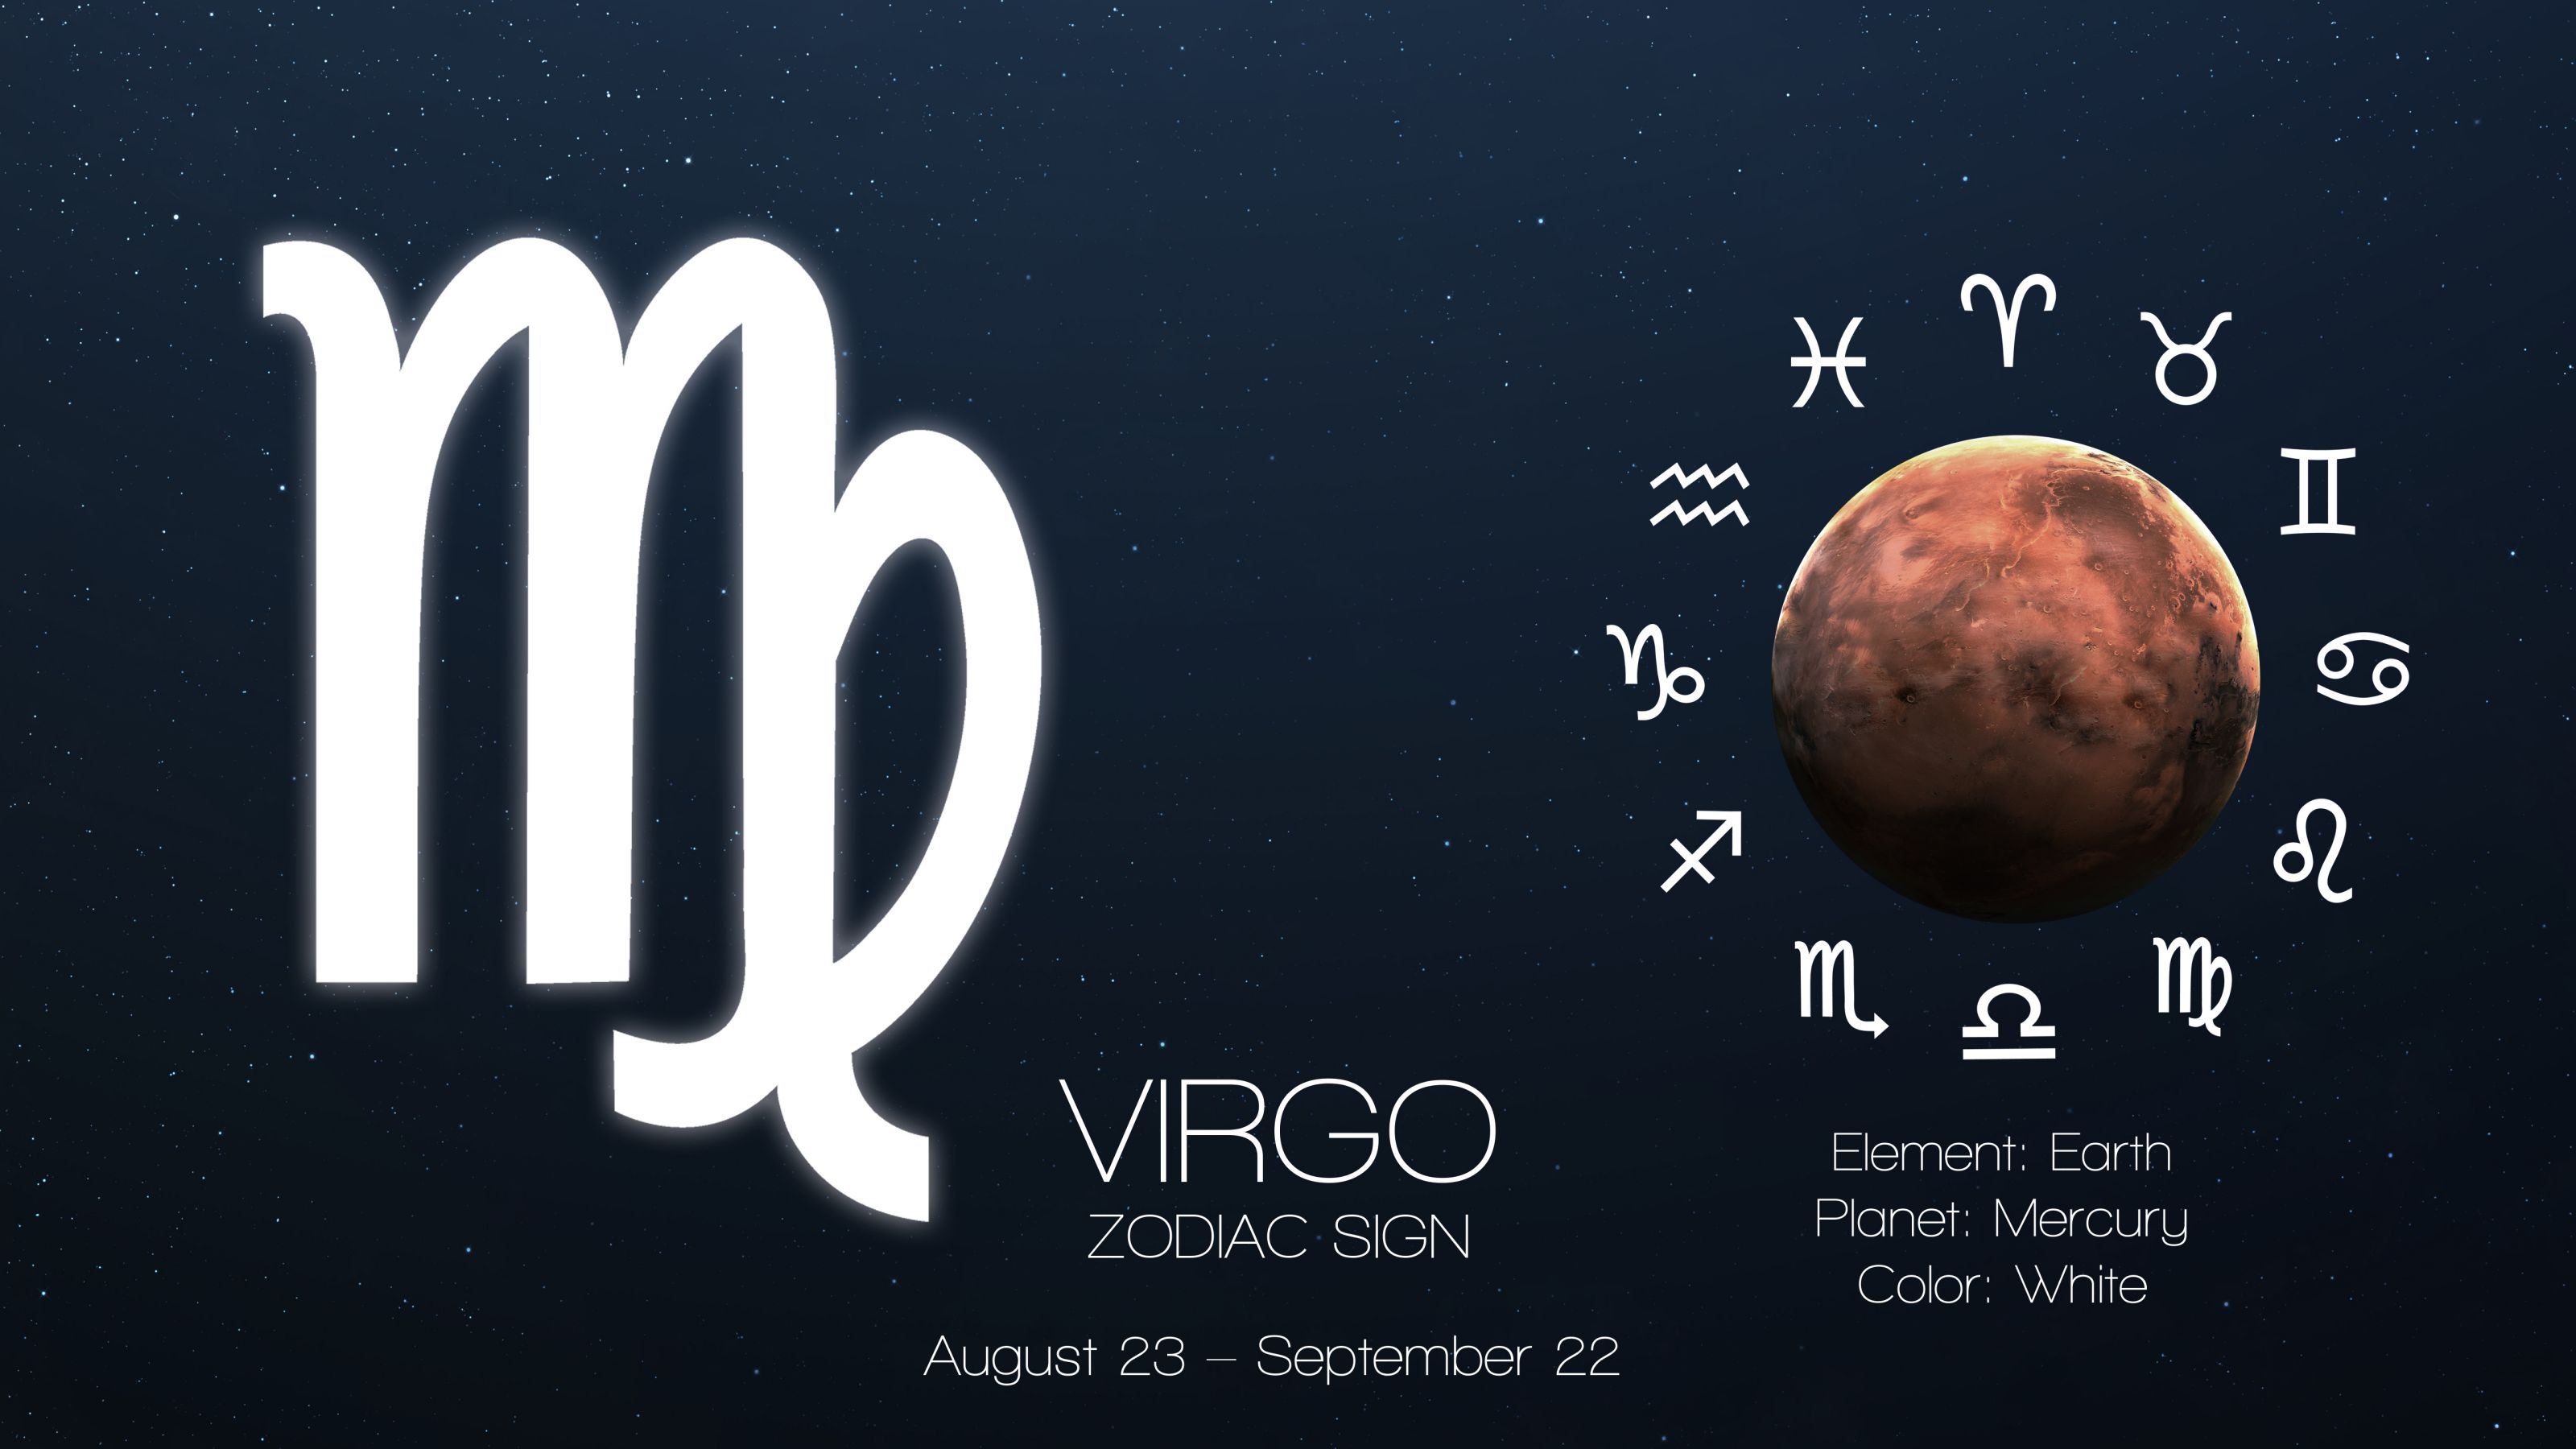 VIRGO
ZODIAC SIGN
August 23 – September 22
Element: Earth
Planet: Mercury
Color: White